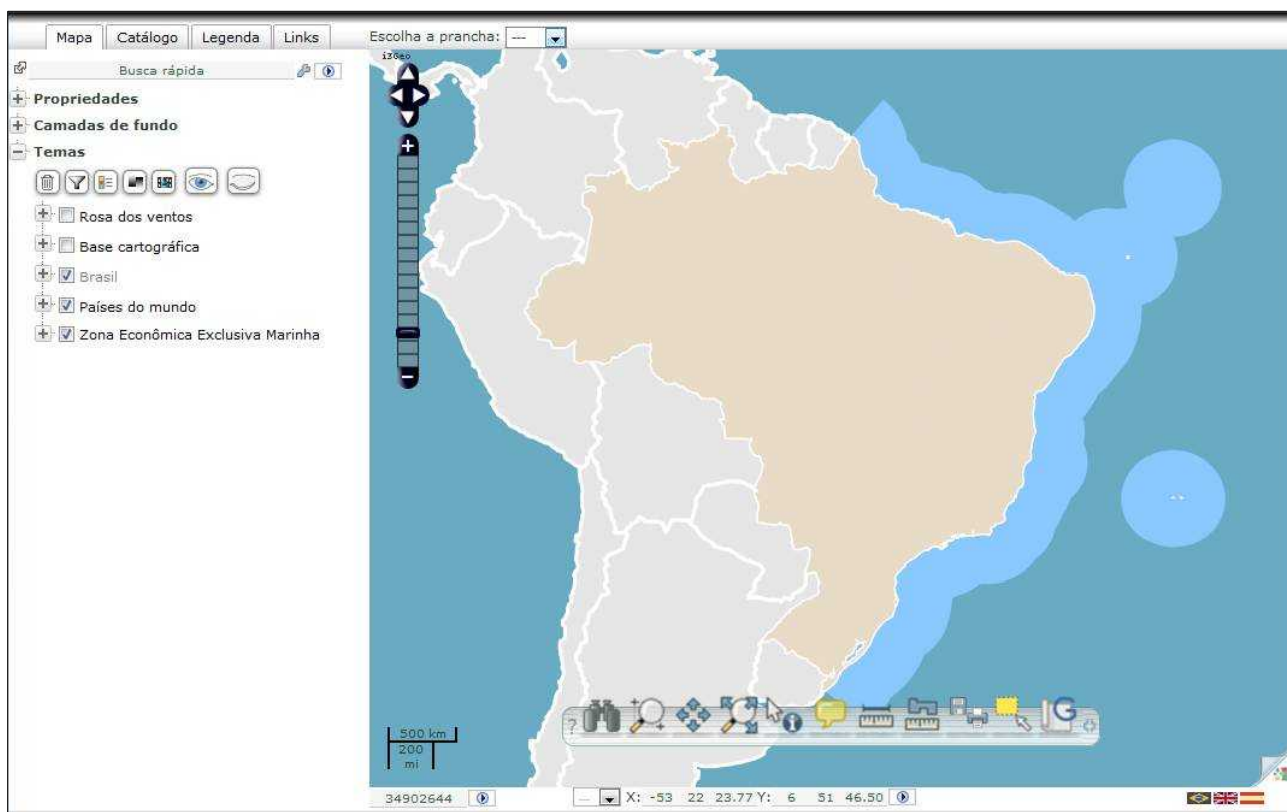 Mapa Catálogo Legenda Links Escolha a prancha: ---
i3Geo
Busca rápida
Propriedades
Camadas de fundo
Temas
Rosa dos ventos
Base cartográfica
Brasil
Países do mundo
Zona Econômica Exclusiva Marinha
500 km
200
mi
?
G
34902644 --- X: -53 22 23.77 Y: 6 51 46.50